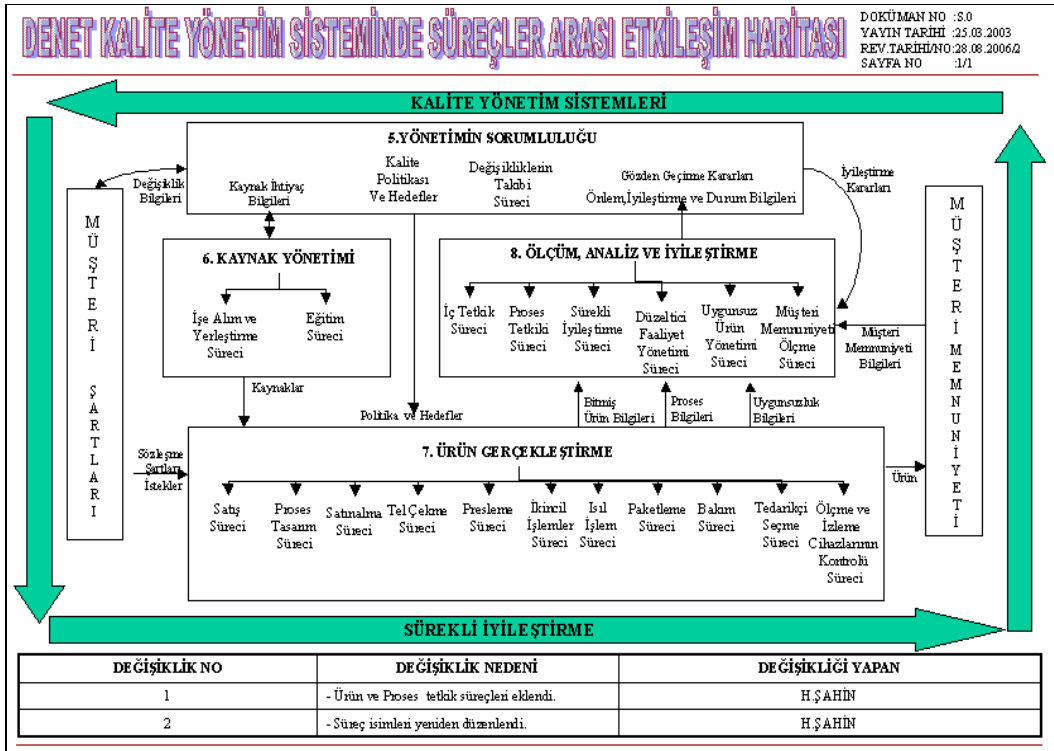 DENET KALİTE YÖNETİM SİSTEMİNDE SÜREÇLER ARASI ETKİLEŞİM HARİTASI
DOKÜMAN NO :S.0
YAYIN TARİHİ :25.03.2003
REV.TARİHİ/NO:28.08.2006/2
SAYFA NO :1/1
KALİTE YÖNETİM SİSTEMLERİ
5.YÖNETİMİN SORUMLULUĞU
Kalite
Politikası
Ve Hedefler
Değişikliklerin
Takibi
Süreci
Gözden Geçirme Kararları
Önlem,İyileştirme ve Durum Bilgileri
Kaynak İhtiyaç
Bilgileri
Değişiklik
Bilgileri
İyileştirme
Kararları
MÜŞTERİ ŞARTLARI
MÜŞTERİ MEMNUNİYETİ
6. KAYNAK YÖNETİMİ
İşe Alım ve
Yerleştirme
Süreci
Eğitim
Süreci
8. ÖLÇÜM, ANALİZ VE İYİLEŞTİRME
İç Tetkik
Süreci
Proses
Tetkiki
Süreci
Sürekli
İyileştirme
Süreci
Düzeltici
Faaliyet
Yönetimi
Süreci
Uygunsuz
Ürün
Yönetimi
Süreci
Müşteri
Memnuniyeti
Ölçme
Süreci
Müşteri
Memnuniyeti
Bilgileri
Kaynaklar
Politika ve Hedefler
Bitmiş
Ürün Bilgileri
Proses
Bilgileri
Uygunsuzluk
Bilgileri
Sözleşme
Şartları
İstekler
7. ÜRÜN GERÇEKLEŞTİRME
Ürün
Satış
Süreci
Proses
Tasarım
Süreci
Satınalma
Süreci
Tel Çekme
Süreci
Presleme
Süreci
İkincil
İşlemler
Süreci
Isıl
İşlem
Süreci
Paketleme
Süreci
Bakım
Süreci
Tedarikçi
Seçme
Süreci
Ölçme ve
İzleme
Cihazlarının
Kontrolü
Süreci
SÜREKLİ İYİLEŞTİRME
DEĞİŞİKLİK NO DEĞİŞİKLİK NEDENİ DEĞİŞİKLİĞİ YAPAN
1 - Ürün ve Proses tetkik süreçleri eklendi. H.ŞAHİN
2 - Süreç isimleri yeniden düzenlendi. H.ŞAHİN